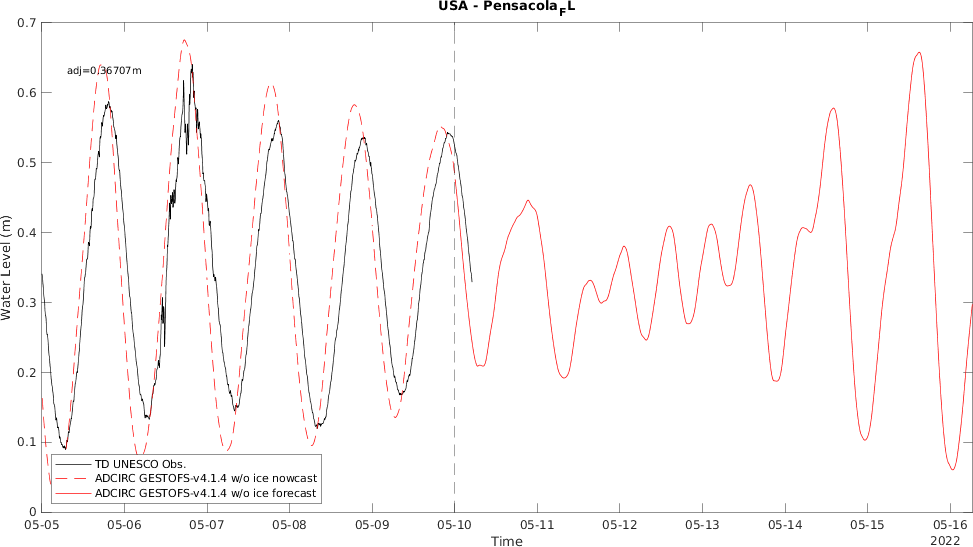 USA - Pensacola_FL
adj=0.36707m
Water Level (m)
0.7
0.6
0.5
0.4
0.3
0.2
0.1
0
TD UNESCO Obs.
ADCIRC GESTOFS-v4.1.4 w/o ice nowcast
ADCIRC GESTOFS-v4.1.4 w/o ice forecast
05-05 05-06 05-07 05-08 05-09 05-10 05-11 05-12 05-13 05-14 05-15 05-16
Time
2022